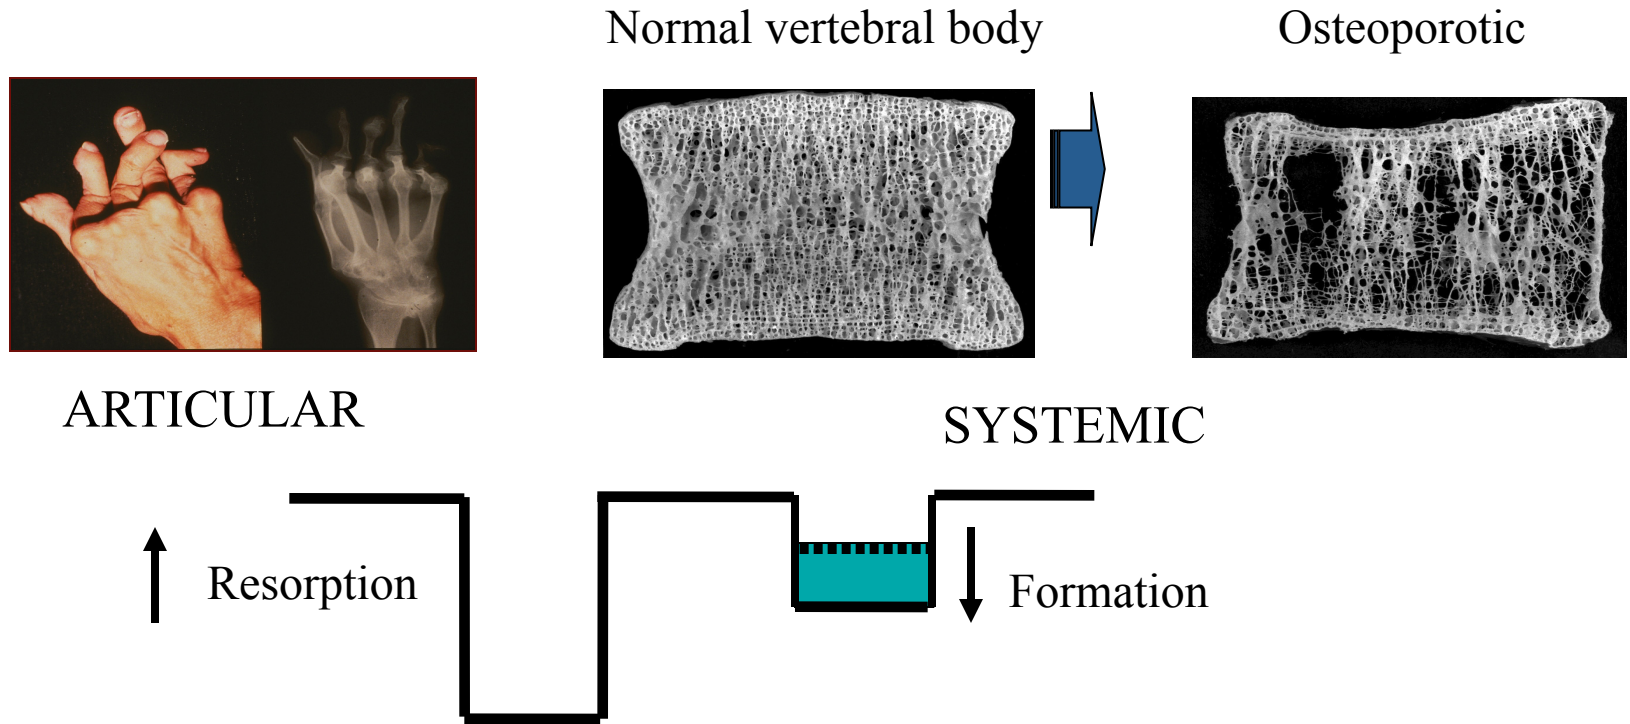 Normal vertebral body
Osteoporotic
ARTICULAR
SYSTEMIC
Resorption
Formation